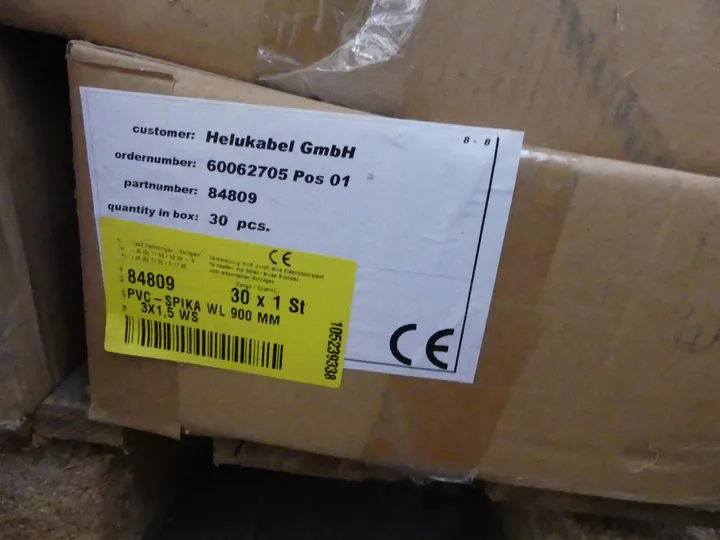 8 - 8
customer: Helukabel GmbH
ordernumber: 60062705 Pos 01
partnumber: 84809
quantity in box: 30 pcs.
CE
84809
30 x 1 St
PVC-SPIKA WL 900 MM
3X1,5 WS
105239338
CE